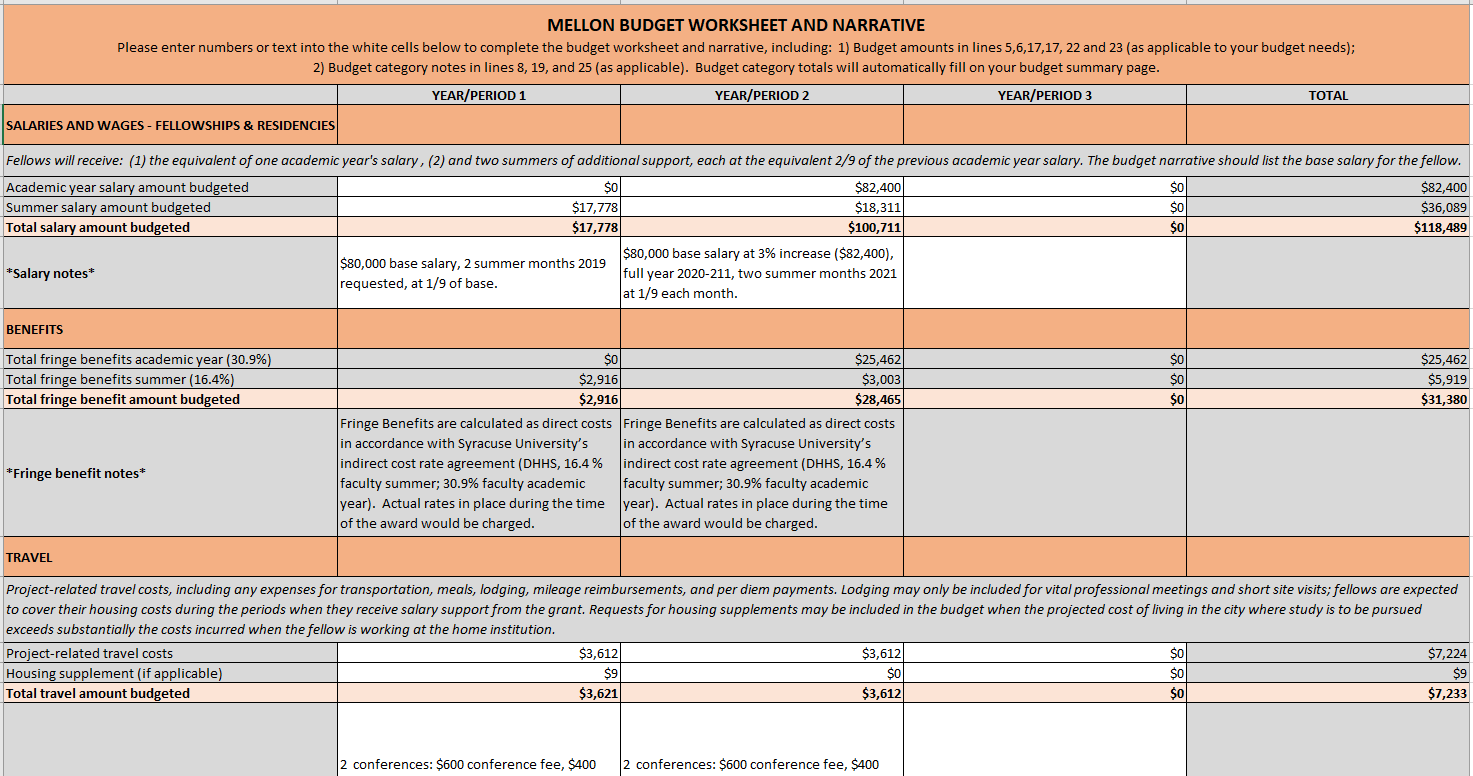 MELLON BUDGET WORKSHEET AND NARRATIVE
Please enter numbers or text into the white cells below to complete the budget worksheet and narrative, including:  1) Budget amounts in lines 5,6,17,17, 22 and 23 (as applicable to your budget needs);
2) Budget category notes in lines 8, 19, and 25 (as applicable).  Budget category totals will automatically fill on your budget summary page.
YEAR/PERIOD 1 YEAR/PERIOD 2 YEAR/PERIOD 3 TOTAL
SALARIES AND WAGES - FELLOWSHIPS & RESIDENCIES
Fellows will receive:  (1) the equivalent of one academic year's salary , (2) and two summers of additional support, each at the equivalent 2/9 of the previous academic year salary. The budget narrative should list the base salary for the fellow.
Academic year salary amount budgeted $0 $82,400 $0 $82,400
Summer salary amount budgeted $17,778 $18,311 $0 $36,089
Total salary amount budgeted $17,778 $100,711 $0 $118,489
*Salary notes*
$80,000 base salary, 2 summer months 2019
requested, at 1/9 of base.
$80,000 base salary at 3% increase ($82,400),
full year 2020-211, two summer months 2021
at 1/9 each month.
BENEFITS
Total fringe benefits academic year (30.9%) $0 $25,462 $0 $25,462
Total fringe benefits summer (16.4%) $2,916 $3,003 $0 $5,919
Total fringe benefit amount budgeted $2,916 $28,465 $0 $31,380
*Fringe benefit notes*
Fringe Benefits are calculated as direct costs
in accordance with Syracuse University's
indirect cost rate agreement (DHHS, 16.4 %
faculty summer; 30.9% faculty academic
year).  Actual rates in place during the time
of the award would be charged.
Fringe Benefits are calculated as direct costs
in accordance with Syracuse University's
indirect cost rate agreement (DHHS, 16.4 %
faculty summer; 30.9% faculty academic
year).  Actual rates in place during the time
of the award would be charged.
TRAVEL
Project-related travel costs, including any expenses for transportation, meals, lodging, mileage reimbursements, and per diem payments. Lodging may only be included for vital professional meetings and short site visits; fellows are expected
to cover their housing costs during the periods when they receive salary support from the grant. Requests for housing supplements may be included in the budget when the projected cost of living in the city where study is to be pursued
exceeds substantially the costs incurred when the fellow is working at the home institution.
Project-related travel costs $3,612 $3,612 $0 $7,224
Housing supplement (if applicable) $9 $0 $0 $9
Total travel amount budgeted $3,621 $3,612 $0 $7,233
2  conferences: $600 conference fee, $400
2  conferences: $600 conference fee, $400